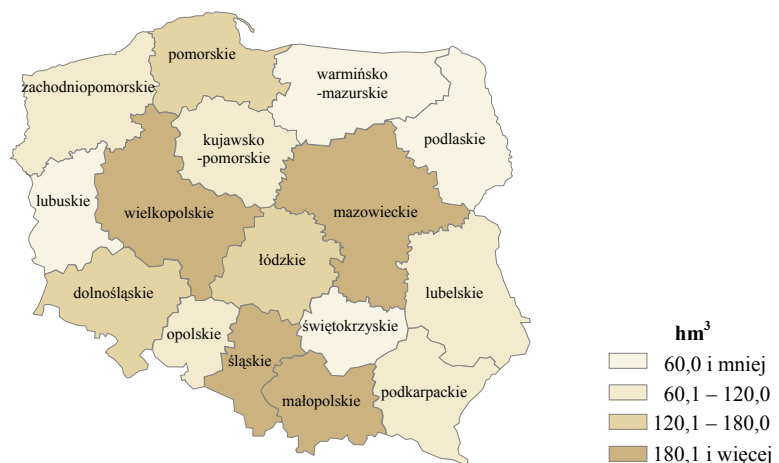 pomorskie
zachodniopomorskie
warmińsko
-mazurskie
podlaskie
kujawsko
-pomorskie
lubuskie
wielkopolskie
mazowieckie
łódzkie
dolnośląskie
lubelskie
opolskie
świętokrzyskie
śląskie
małopolskie
podkarpackie
hm³
60,0 i mniej
60,1 – 120,0
120,1 – 180,0
180,1 i więcej